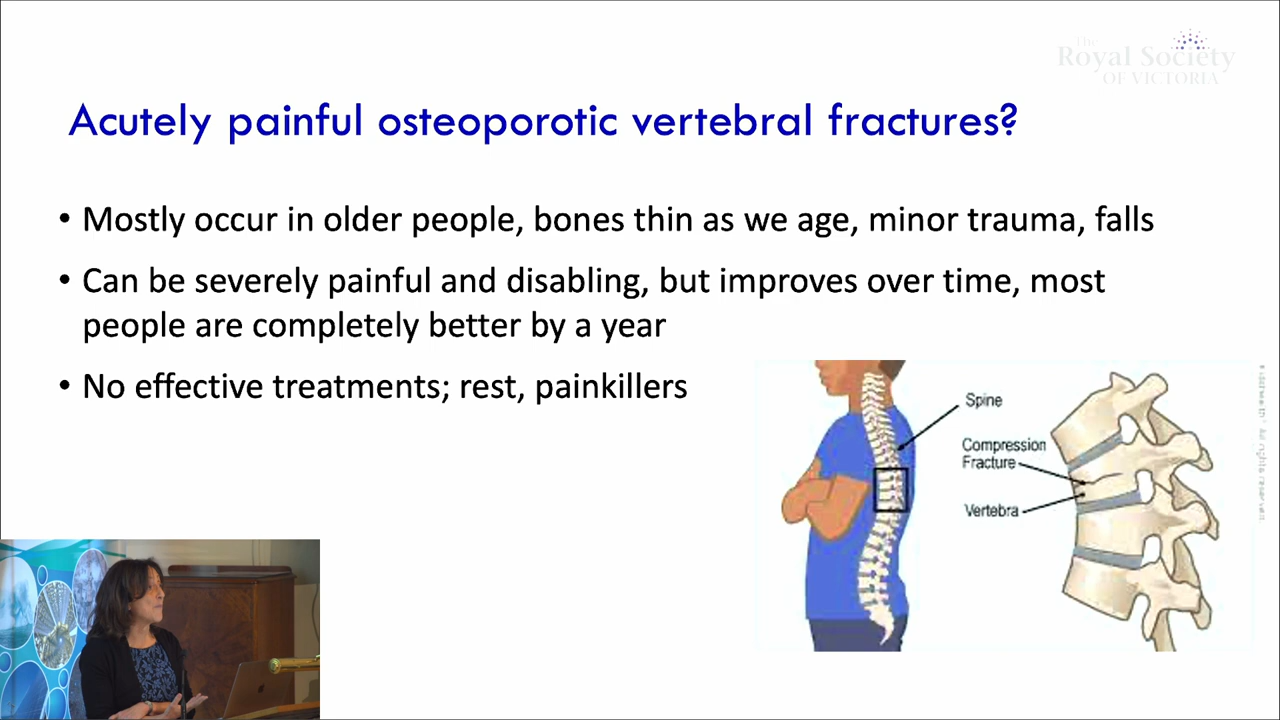 The
Royal Society
OF VICTORIA
Acutely painful osteoporotic vertebral fractures?
• Mostly occur in older people, bones thin as we age, minor trauma, falls
• Can be severely painful and disabling, but improves over time, most
people are completely better by a year
• No effective treatments; rest, painkillers
Spine
Compression
Fracture
Vertebra